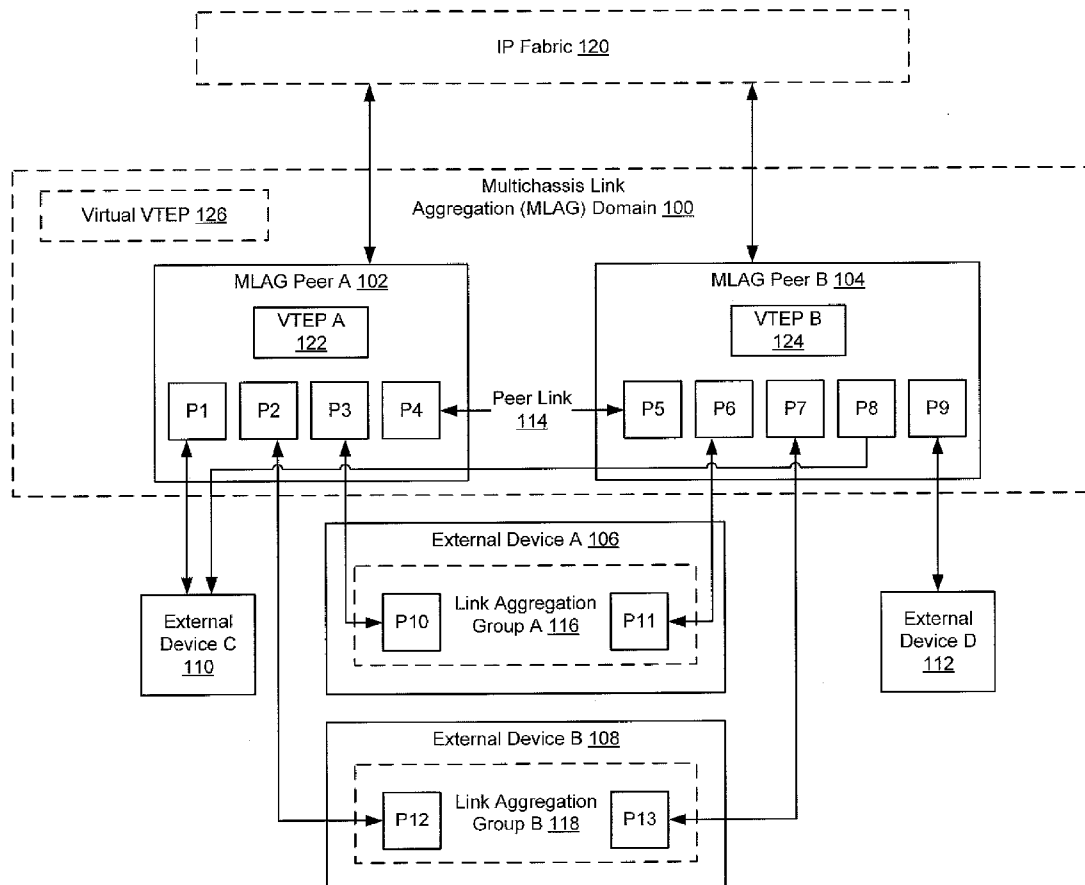 IP Fabric 120
Multichassis Link
Aggregation (MLAG) Domain 100
Virtual VTEP 126
MLAG Peer A 102
MLAG Peer B 104
VTEP A
122
VTEP B
124
P1
P2
P3
P4
Peer Link
114
P5
P6
P7
P8
P9
External Device A 106
External
Device C
110
P10
Link Aggregation
Group A 116
P11
External
Device D
112
External Device B 108
P12
Link Aggregation
Group B 118
P13